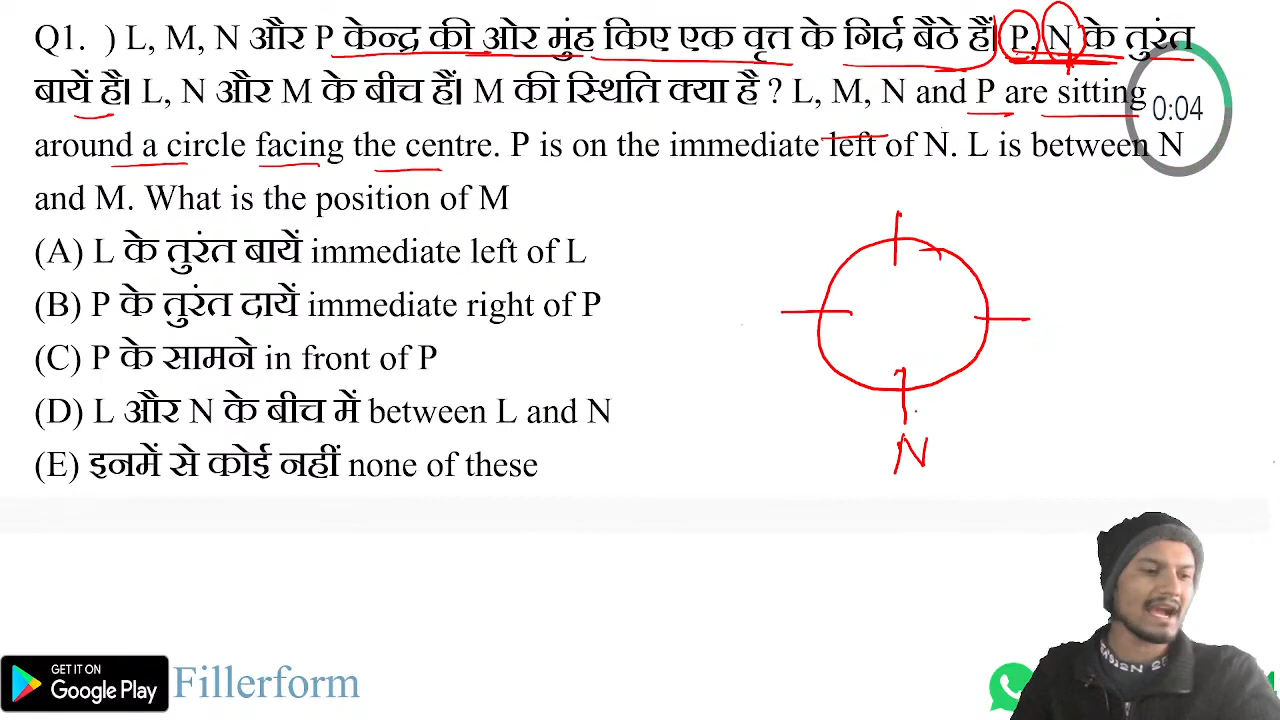 Q1. ) L, M, N और P केन्द्र की ओर मुंह किए एक वृत्त के गिर्द बैठे हैं। P, N के तुरंत
बायें है। L, N और M के बीच हैं। M की स्थिति क्या है ? L, M, N and P are sitting
around a circle facing the centre. P is on the immediate left of N. L is between N
and M. What is the position of M
(A) L के तुरंत बायें immediate left of L
(B) P के तुरंत दायें immediate right of P
(C) P के सामने in front of P
(D) L और N के बीच में between L and N
(E) इनमें से कोई नहीं none of these
0:04
N
GET IT ON
Google Play
Fillerform